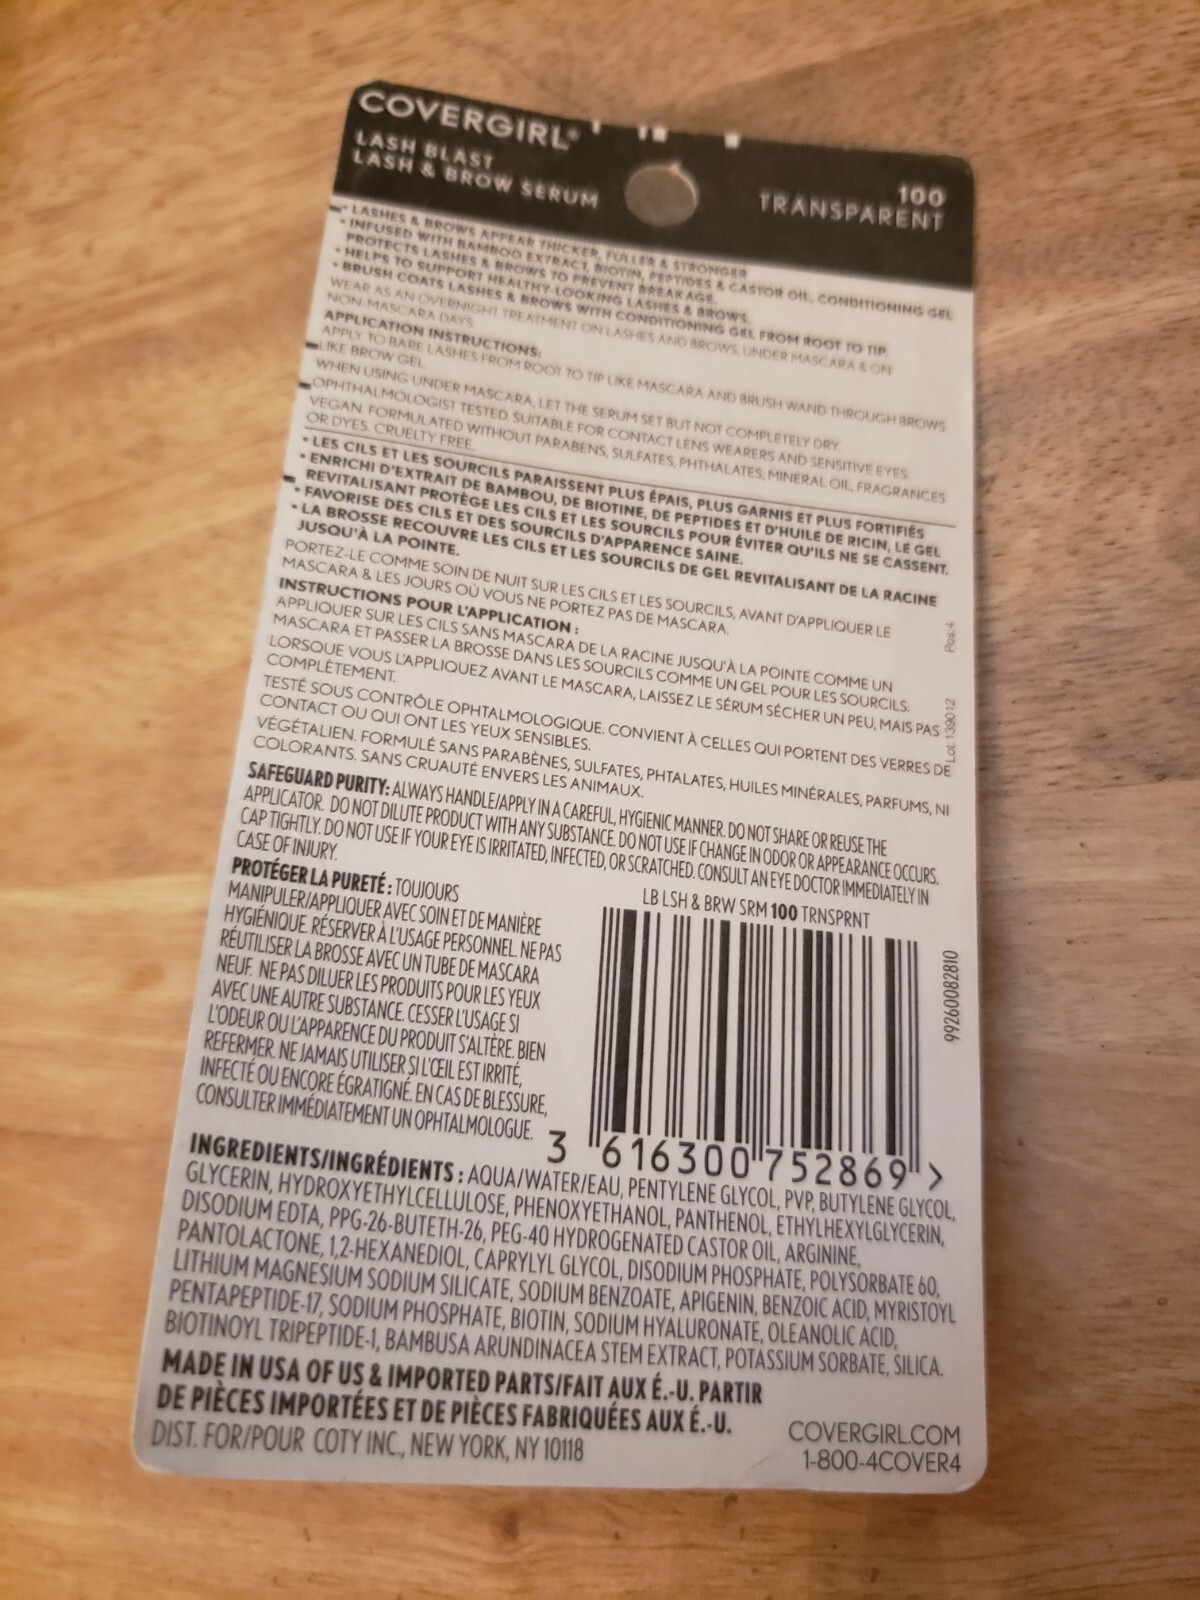 COVERGIRL®
LASH BLAST
LASH & BROW SERUM
100
TRANSPARENT
• LASHES & BROWS APPEAR THICKER, FULLER & STRONGER
• INFUSED WITH BAMBOO EXTRACT, BIOTIN, PEPTIDES & CASTOR OIL, CONDITIONING GEL
PROTECTS LASHES & BROWS TO PREVENT BREAKAGE.
• HELPS TO SUPPORT HEALTHY-LOOKING LASHES & BROWS.
• BRUSH COATS LASHES & BROWS WITH CONDITIONING GEL FROM ROOT TO TIP.
WEAR AS AN OVERNIGHT TREATMENT ON LASHES AND BROWS, UNDER MASCARA & ON
NON-MASCARA DAYS.
APPLICATION INSTRUCTIONS:
APPLY TO BARE LASHES FROM ROOT TO TIP LIKE MASCARA AND BRUSH WAND THROUGH BROWS
LIKE BROW GEL.
WHEN USING UNDER MASCARA, LET THE SERUM SET BUT NOT COMPLETELY DRY.
OPHTHALMOLOGIST TESTED. SUITABLE FOR CONTACT LENS WEARERS AND SENSITIVE EYES.
VEGAN. FORMULATED WITHOUT PARABENS, SULFATES, PHTHALATES, MINERAL OIL, FRAGRANCES
OR DYES. CRUELTY FREE.
• LES CILS ET LES SOURCILS PARAISSENT PLUS ÉPAIS, PLUS GARNIS ET PLUS FORTIFIÉS
• ENRICHI D'EXTRAIT DE BAMBOU, DE BIOTINE, DE PEPTIDES ET D'HUILE DE RICIN, LE GEL
REVITALISANT PROTÈGE LES CILS ET LES SOURCILS POUR ÉVITER QU'ILS NE SE CASSENT.
• FAVORISE DES CILS ET DES SOURCILS D'APPARENCE SAINE.
• LA BROSSE RECOUVRE LES CILS ET LES SOURCILS DE GEL REVITALISANT DE LA RACINE
JUSQU'À LA POINTE.
PORTEZ-LE COMME SOIN DE NUIT SUR LES CILS ET LES SOURCILS, AVANT D'APPLIQUER LE
MASCARA & LES JOURS OÙ VOUS NE PORTEZ PAS DE MASCARA.
INSTRUCTIONS POUR L'APPLICATION :
APPLIQUER SUR LES CILS SANS MASCARA DE LA RACINE JUSQU'À LA POINTE COMME UN
MASCARA ET PASSER LA BROSSE DANS LES SOURCILS COMME UN GEL POUR LES SOURCILS.
LORSQUE VOUS L'APPLIQUEZ AVANT LE MASCARA, LAISSEZ LE SÉRUM SÉCHER UN PEU, MAIS PAS
COMPLÈTEMENT.
TESTÉ SOUS CONTRÔLE OPHTALMOLOGIQUE. CONVIENT À CELLES QUI PORTENT DES VERRES DE
CONTACT OU QUI ONT LES YEUX SENSIBLES.
VÉGÉTALIEN. FORMULÉ SANS PARABÈNES, SULFATES, PHTALATES, HUILES MINÉRALES, PARFUMS, NI
COLORANTS. SANS CRUAUTÉ ENVERS LES ANIMAUX.
Pos:4
Lot:139012
SAFEGUARD PURITY: ALWAYS HANDLE/APPLY IN A CAREFUL, HYGIENIC MANNER. DO NOT SHARE OR REUSE THE
APPLICATOR. DO NOT DILUTE PRODUCT WITH ANY SUBSTANCE. DO NOT USE IF CHANGE IN ODOR OR APPEARANCE OCCURS.
CAP TIGHTLY. DO NOT USE IF YOUR EYE IS IRRITATED, INFECTED, OR SCRATCHED. CONSULT AN EYE DOCTOR IMMEDIATELY IN
CASE OF INJURY.
PROTÉGER LA PURETÉ : TOUJOURS
MANIPULER/APPLIQUER AVEC SOIN ET DE MANIÈRE
HYGIÉNIQUE. RÉSERVER À L'USAGE PERSONNEL. NE PAS
RÉUTILISER LA BROSSE AVEC UN TUBE DE MASCARA
NEUF. NE PAS DILUER LES PRODUITS POUR LES YEUX
AVEC UNE AUTRE SUBSTANCE. CESSER L'USAGE SI
L'ODEUR OU L'APPARENCE DU PRODUIT S'ALTÈRE. BIEN
REFERMER. NE JAMAIS UTILISER SI L'ŒIL EST IRRITÉ,
INFECTÉ OU ENCORE ÉGRATIGNÉ. EN CAS DE BLESSURE,
CONSULTER IMMÉDIATEMENT UN OPHTALMOLOGUE.
LB LSH & BRW SRM 100 TRNSPRNT
3 616300 752869 >
99260082810
INGREDIENTS/INGRÉDIENTS : AQUA/WATER/EAU, PENTYLENE GLYCOL, PVP, BUTYLENE GLYCOL,
GLYCERIN, HYDROXYETHYLCELLULOSE, PHENOXYETHANOL, PANTHENOL, ETHYLHEXYLGLYCERIN,
DISODIUM EDTA, PPG-26-BUTETH-26, PEG-40 HYDROGENATED CASTOR OIL, ARGININE,
PANTOLACTONE, 1,2-HEXANEDIOL, CAPRYLYL GLYCOL, DISODIUM PHOSPHATE, POLYSORBATE 60,
LITHIUM MAGNESIUM SODIUM SILICATE, SODIUM BENZOATE, APIGENIN, BENZOIC ACID, MYRISTOYL
PENTAPEPTIDE-17, SODIUM PHOSPHATE, BIOTIN, SODIUM HYALURONATE, OLEANOLIC ACID,
BIOTINOYL TRIPEPTIDE-1, BAMBUSA ARUNDINACEA STEM EXTRACT, POTASSIUM SORBATE, SILICA.
MADE IN USA OF US & IMPORTED PARTS/FAIT AUX É.-U. PARTIR
DE PIÈCES IMPORTÉES ET DE PIÈCES FABRIQUÉES AUX É.-U.
DIST. FOR/POUR COTY INC., NEW YORK, NY 10118
COVERGIRL.COM
1-800-4COVER4